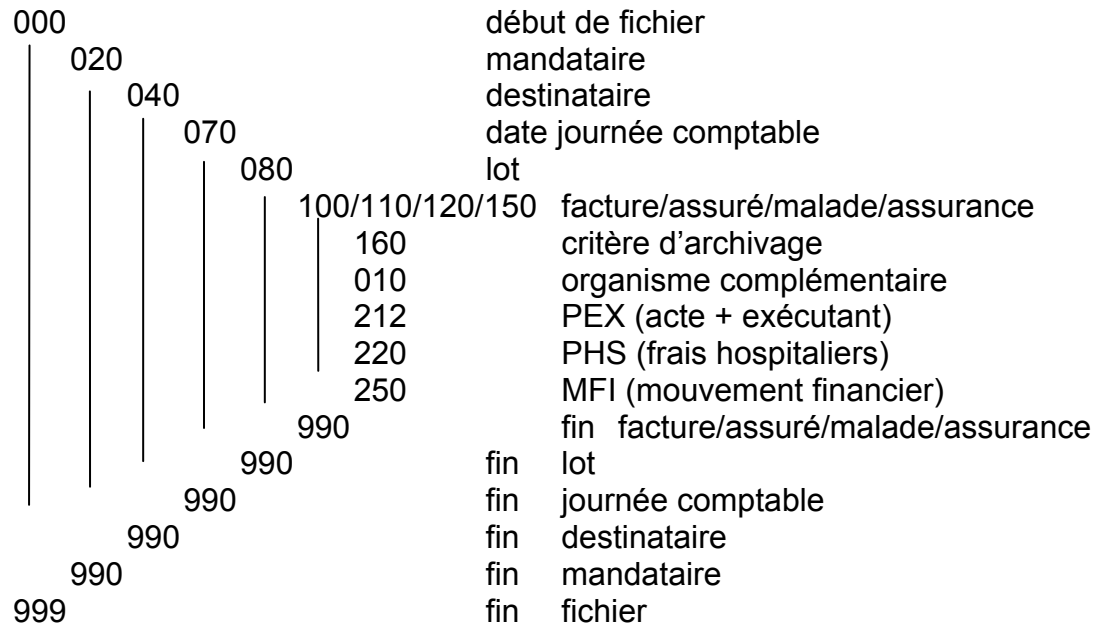 000 début de fichier
020 mandataire
040 destinataire
070 date journée comptable
080 lot
100/110/120/150 facture/assuré/malade/assurance
160 critère d’archivage
010 organisme complémentaire
212 PEX (acte + exécutant)
220 PHS (frais hospitaliers)
250 MFI (mouvement financier)
990 fin facture/assuré/malade/assurance
990 fin lot
990 fin journée comptable
990 fin destinataire
990 fin mandataire
999 fin fichier